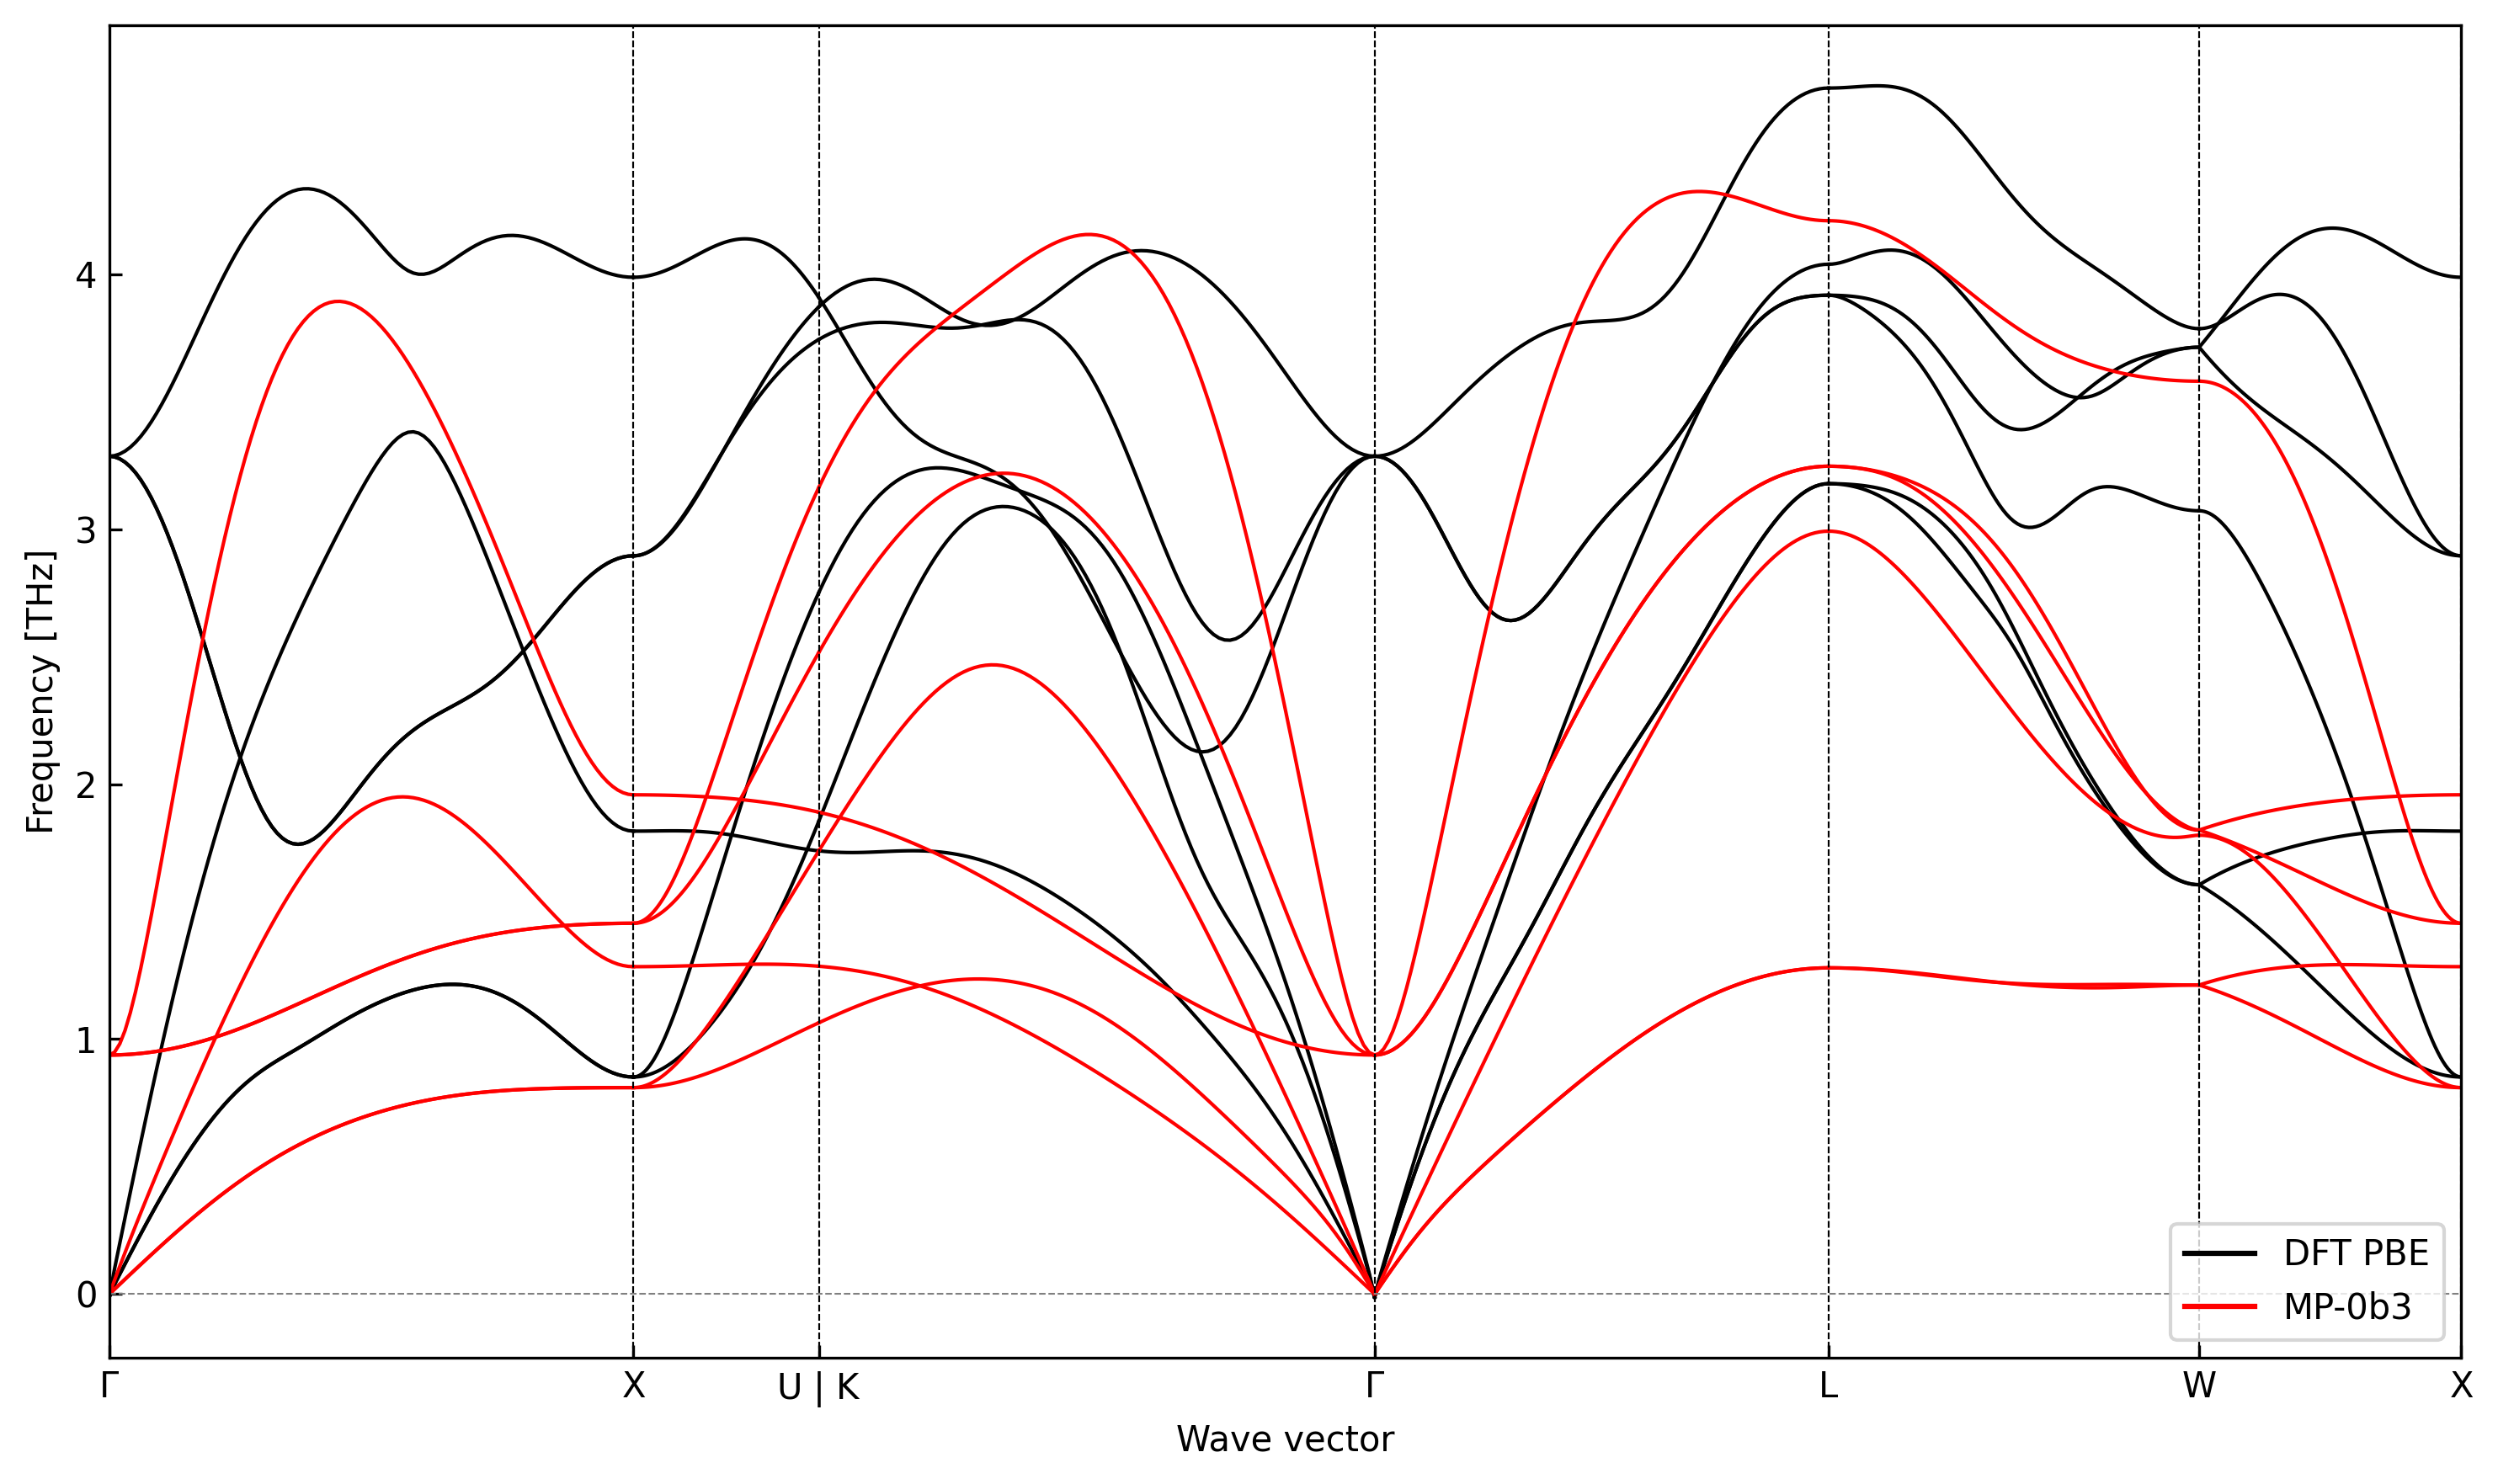 Frequency [THz]
4
3
2
1
0
DFT PBE
MP-0b3
Γ X U | K Γ L W X
Wave vector